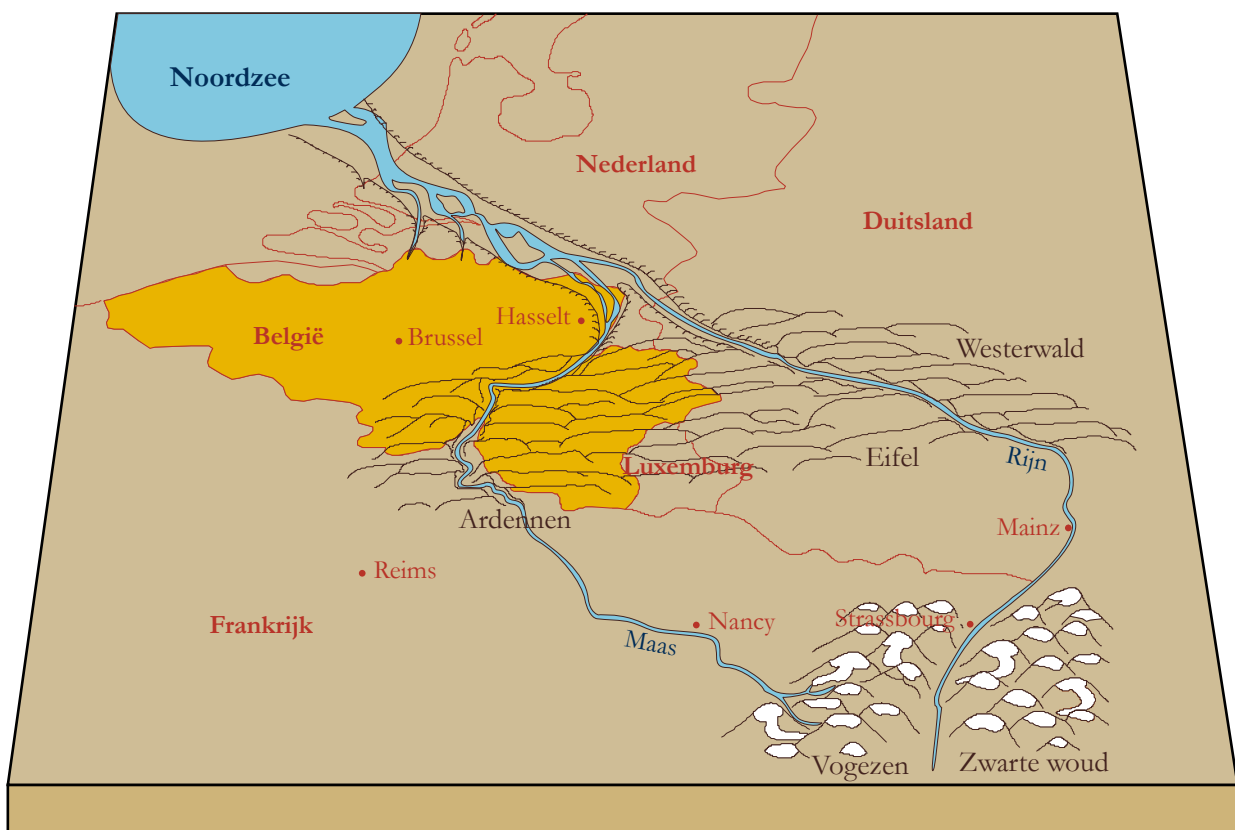 Noordzee
Nederland
Duitsland
Hasselt
België
Brussel
Westerwald
Eifel
Rijn
Luxemburg
Ardennen
Mainz
Reims
Frankrijk
Nancy
Strassbourg
Maas
Vogezen
Zwarte woud